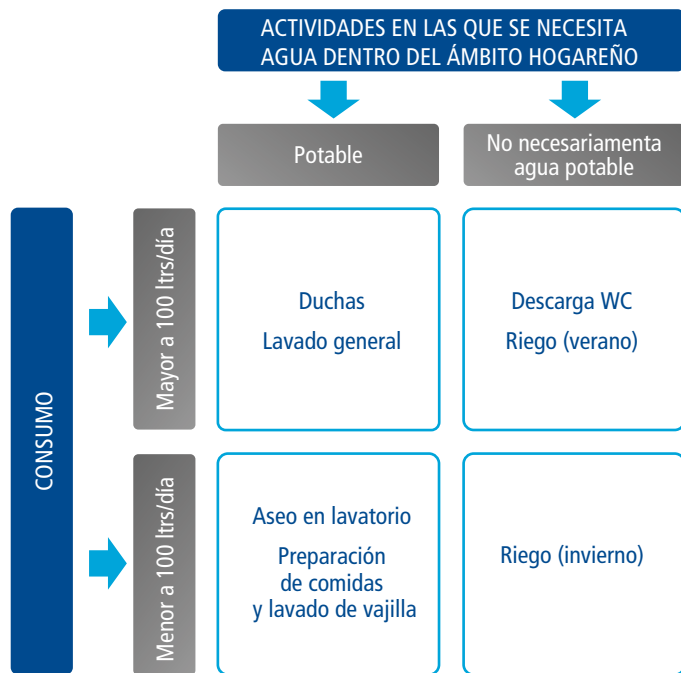 ACTIVIDADES EN LAS QUE SE NECESITA
AGUA DENTRO DEL ÁMBITO HOGAREÑO
Potable
No necesariamenta
agua potable
CONSUMO
Mayor a 100 ltrs/día
Duchas
Lavado general
Descarga WC
Riego (verano)
Menor a 100 ltrs/día
Aseo en lavatorio
Preparación
de comidas
y lavado de vajilla
Riego (invierno)